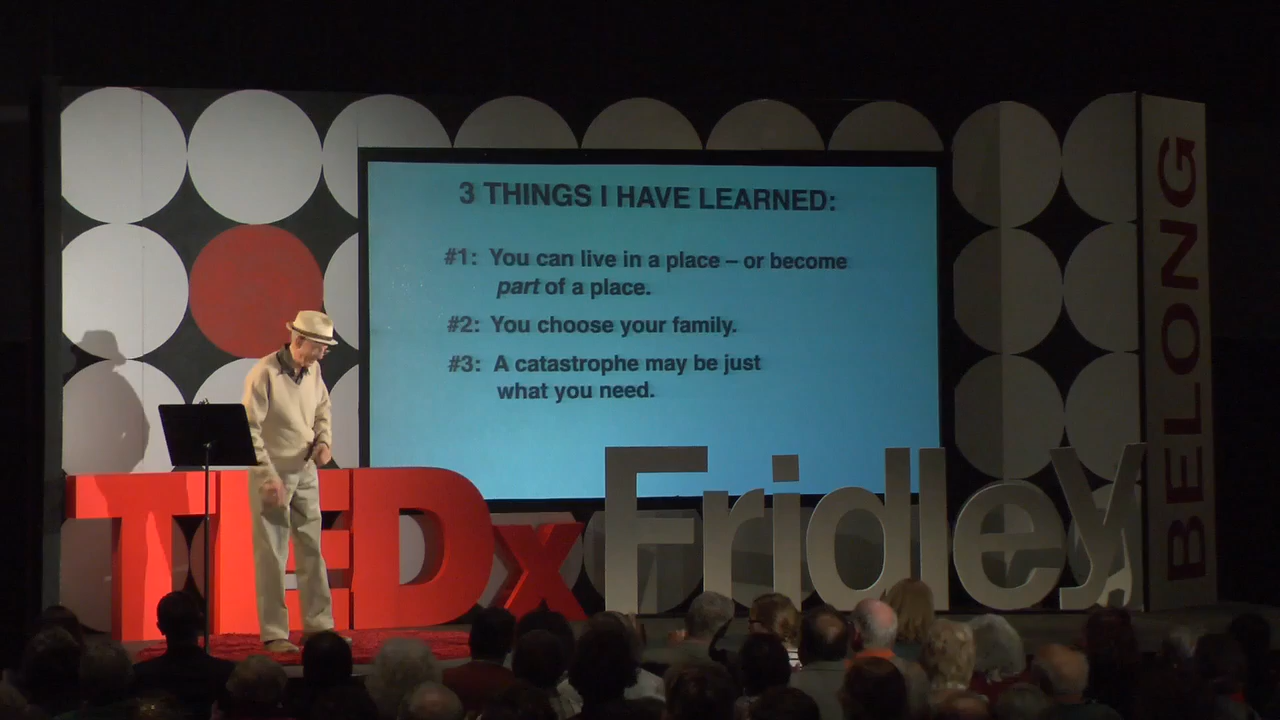 3 THINGS I HAVE LEARNED:
#1: You can live in a place – or become
part of a place.
#2: You choose your family.
#3: A catastrophe may be just
what you need.
TEDx Fridley
BELONG